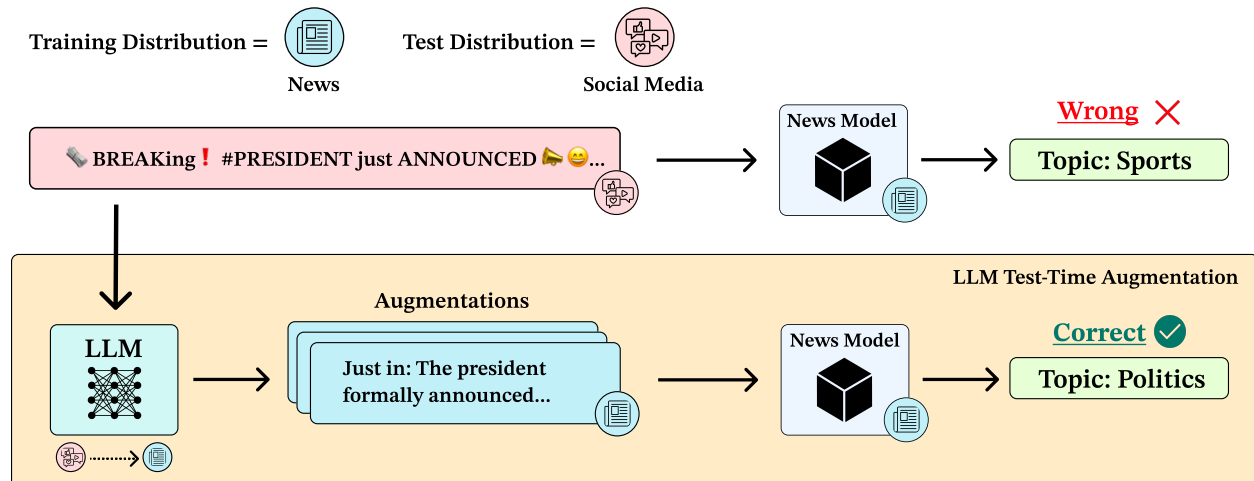 Training Distribution =
News
Test Distribution =
Social Media
🗞️ BREAKing❗ #PRESIDENT just ANNOUNCED 📣😄...
News Model
Wrong
Topic: Sports
LLM Test-Time Augmentation
LLM
Augmentations
Just in: The president
formally announced...
News Model
Correct
Topic: Politics